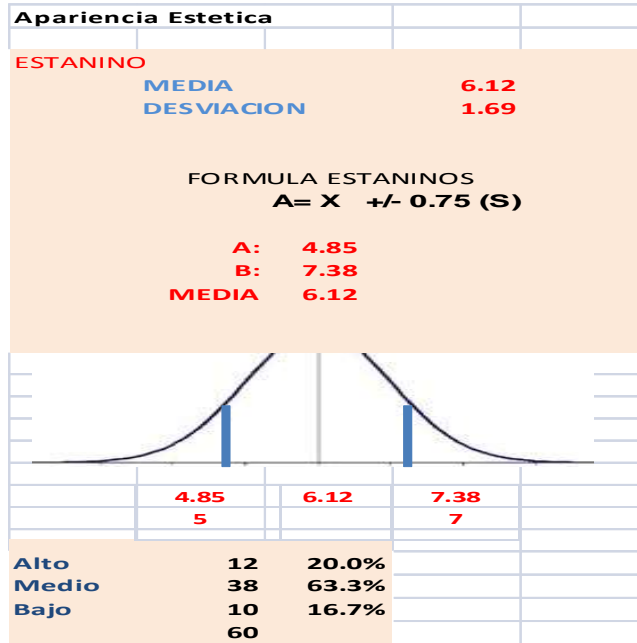 Apariencia Estetica
ESTANINO
MEDIA 6.12
DESVIACION 1.69
FORMULA ESTANINOS
A= X +/- 0.75 (S)
A: 4.85
B: 7.38
MEDIA 6.12
4.85 6.12 7.38
5 7
Alto 12 20.0%
Medio 38 63.3%
Bajo 10 16.7%
60